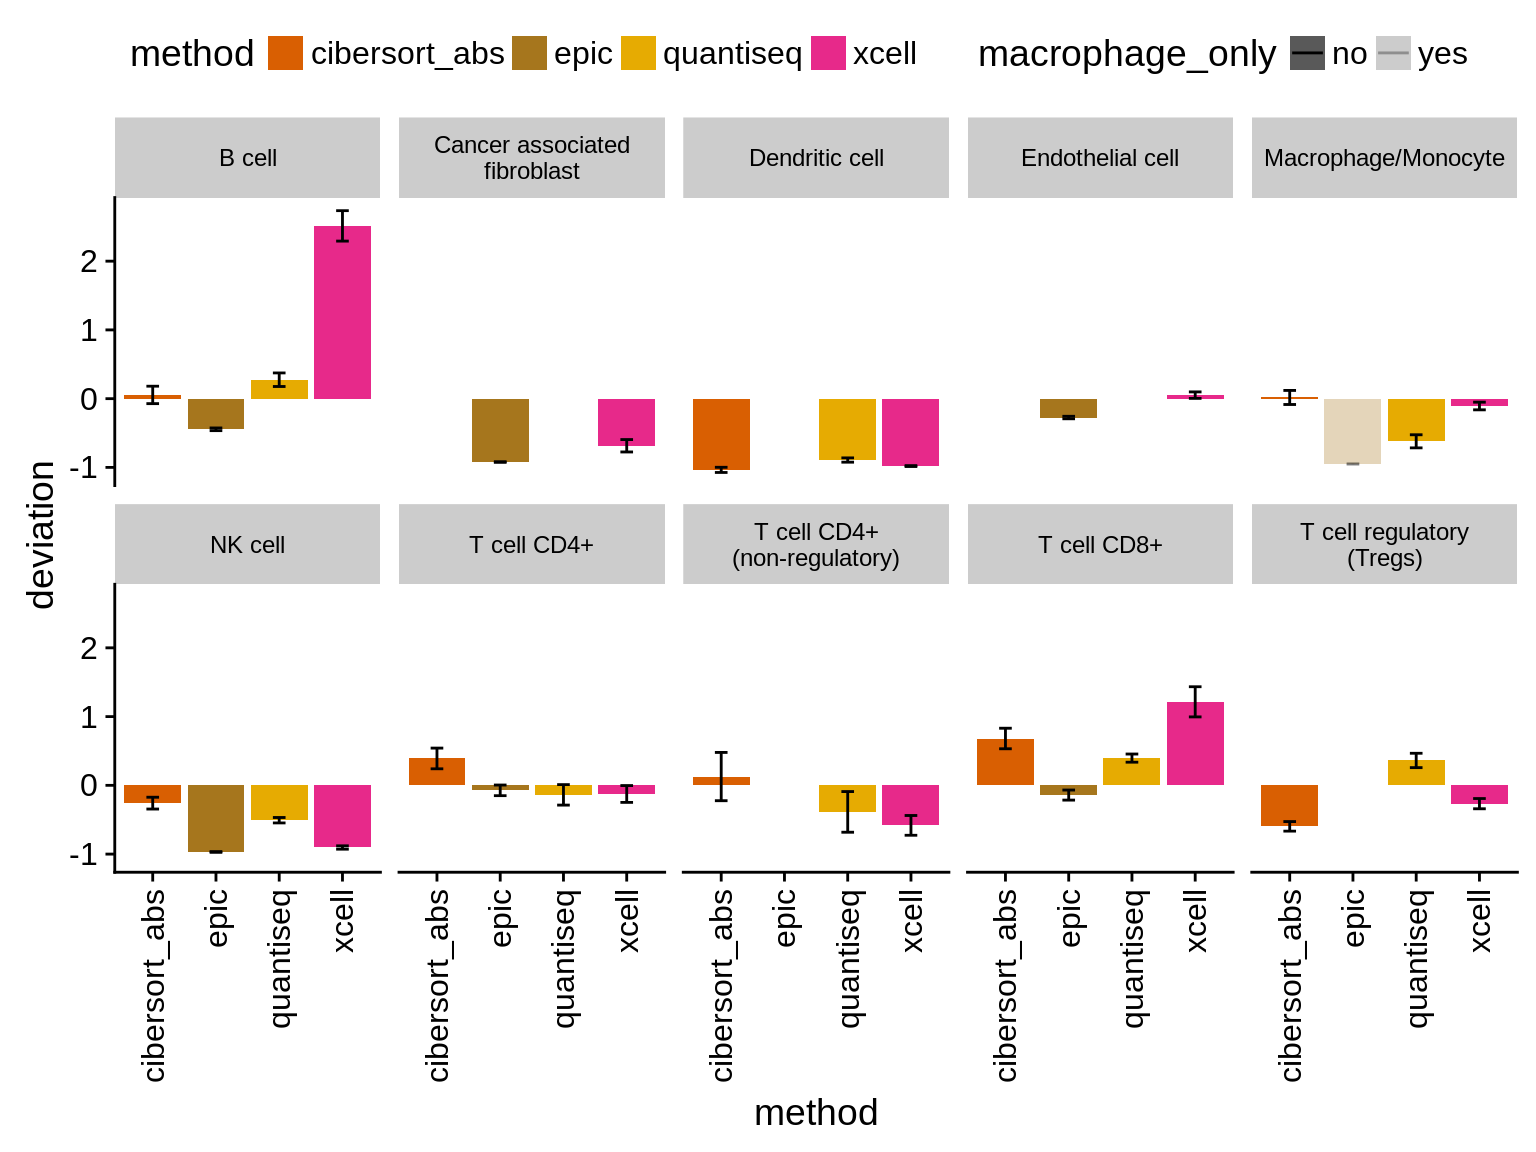 method cibersort_abs epic quantiseq xcell macrophage_only no yes
B cell
Cancer associated
fibroblast
Dendritic cell
Endothelial cell
Macrophage/Monocyte
2
1
0
-1
deviation
NK cell
T cell CD4+
T cell CD4+
(non-regulatory)
T cell CD8+
T cell regulatory
(Tregs)
2
1
0
-1
cibersort_abs
epic
quantiseq
xcell
cibersort_abs
epic
quantiseq
xcell
cibersort_abs
epic
quantiseq
xcell
cibersort_abs
epic
quantiseq
xcell
cibersort_abs
epic
quantiseq
xcell
method